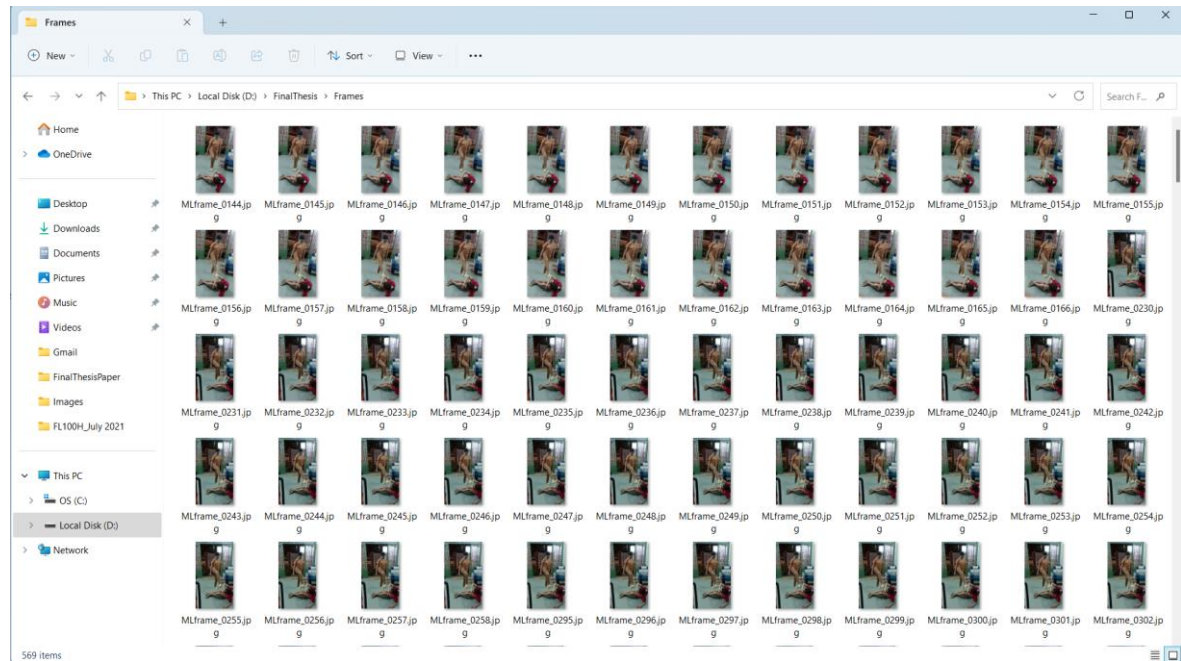 Frames
New
Sort
View
This PC > Local Disk (D:) > FinalThesis > Frames
Search F...
Home
OneDrive
Desktop
Downloads
Documents
Pictures
Music
Videos
Gmail
FinalThesisPaper
Images
FL100H_July 2021
This PC
OS (C:)
Local Disk (D:)
Network
MLframe_0144.jp
g
MLframe_0145.jp
g
MLframe_0146.jp
g
MLframe_0147.jp
g
MLframe_0148.jp
g
MLframe_0149.jp
g
MLframe_0150.jp
g
MLframe_0151.jp
g
MLframe_0152.jp
g
MLframe_0153.jp
g
MLframe_0154.jp
g
MLframe_0155.jp
g
MLframe_0156.jp
g
MLframe_0157.jp
g
MLframe_0158.jp
g
MLframe_0159.jp
g
MLframe_0160.jp
g
MLframe_0161.jp
g
MLframe_0162.jp
g
MLframe_0163.jp
g
MLframe_0164.jp
g
MLframe_0165.jp
g
MLframe_0166.jp
g
MLframe_0230.jp
g
MLframe_0231.jp
g
MLframe_0232.jp
g
MLframe_0233.jp
g
MLframe_0234.jp
g
MLframe_0235.jp
g
MLframe_0236.jp
g
MLframe_0237.jp
g
MLframe_0238.jp
g
MLframe_0239.jp
g
MLframe_0240.jp
g
MLframe_0241.jp
g
MLframe_0242.jp
g
MLframe_0243.jp
g
MLframe_0244.jp
g
MLframe_0245.jp
g
MLframe_0246.jp
g
MLframe_0247.jp
g
MLframe_0248.jp
g
MLframe_0249.jp
g
MLframe_0250.jp
g
MLframe_0251.jp
g
MLframe_0252.jp
g
MLframe_0253.jp
g
MLframe_0254.jp
g
MLframe_0255.jp
g
MLframe_0256.jp
g
MLframe_0257.jp
g
MLframe_0258.jp
g
MLframe_0295.jp
g
MLframe_0296.jp
g
MLframe_0297.jp
g
MLframe_0298.jp
g
MLframe_0299.jp
g
MLframe_0300.jp
g
MLframe_0301.jp
g
MLframe_0302.jp
g
569 items